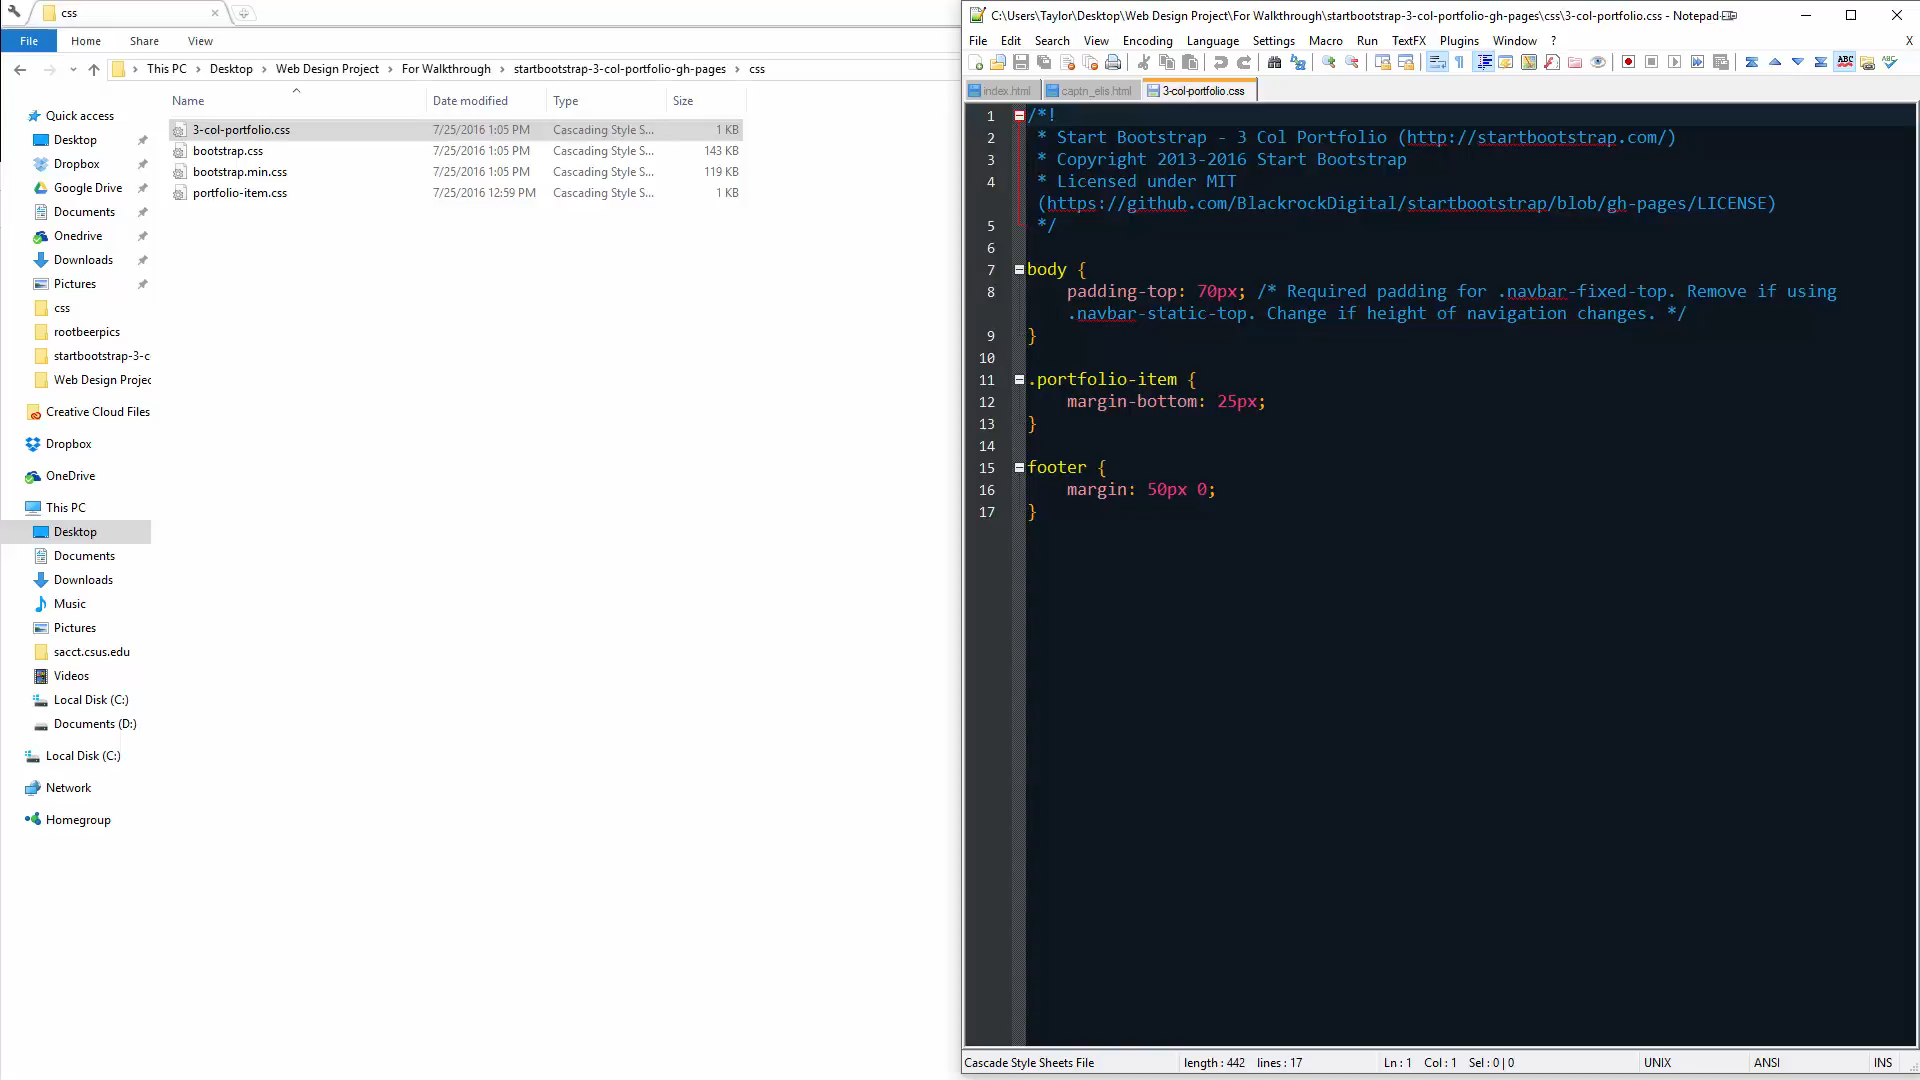 css
File Home Share View
This PC Desktop Web Design Project For Walkthrough startbootstrap-3-col-portfolio-gh-pages css
Name Date modified Type Size
3-col-portfolio.css 7/25/2016 1:05 PM Cascading Style S... 1 KB
bootstrap.css 7/25/2016 1:05 PM Cascading Style S... 143 KB
bootstrap.min.css 7/25/2016 1:05 PM Cascading Style S... 119 KB
portfolio-item.css 7/25/2016 12:59 PM Cascading Style S... 1 KB
Quick access
Desktop
Dropbox
Google Drive
Documents
Onedrive
Downloads
Pictures
css
rootbeerpics
startbootstrap-3-c
Web Design Projec
Creative Cloud Files
Dropbox
OneDrive
This PC
Desktop
Documents
Downloads
Music
Pictures
sacct.csus.edu
Videos
Local Disk (C:)
Documents (D:)
Local Disk (C:)
Network
Homegroup
C:\Users\Taylor\Desktop\Web Design Project\For Walkthrough\startbootstrap-3-col-portfolio-gh-pages\css\3-col-portfolio.css - Notepad++
File Edit Search View Encoding Language Settings Macro Run TextFX Plugins Window ? X
index.html captn_elis.html 3-col-portfolio.css
1 /*!
2 * Start Bootstrap - 3 Col Portfolio (http://startbootstrap.com/)
3 * Copyright 2013-2016 Start Bootstrap
4 * Licensed under MIT
(https://github.com/BlackrockDigital/startbootstrap/blob/gh-pages/LICENSE)
5 */
6
7 body {
8 padding-top: 70px; /* Required padding for .navbar-fixed-top. Remove if using
.navbar-static-top. Change if height of navigation changes. */
9 }
10
11 .portfolio-item {
12 margin-bottom: 25px;
13 }
14
15 footer {
16 margin: 50px 0;
17 }
Cascade Style Sheets File length : 442 lines : 17 Ln : 1 Col : 1 Sel : 0 | 0 UNIX ANSI INS